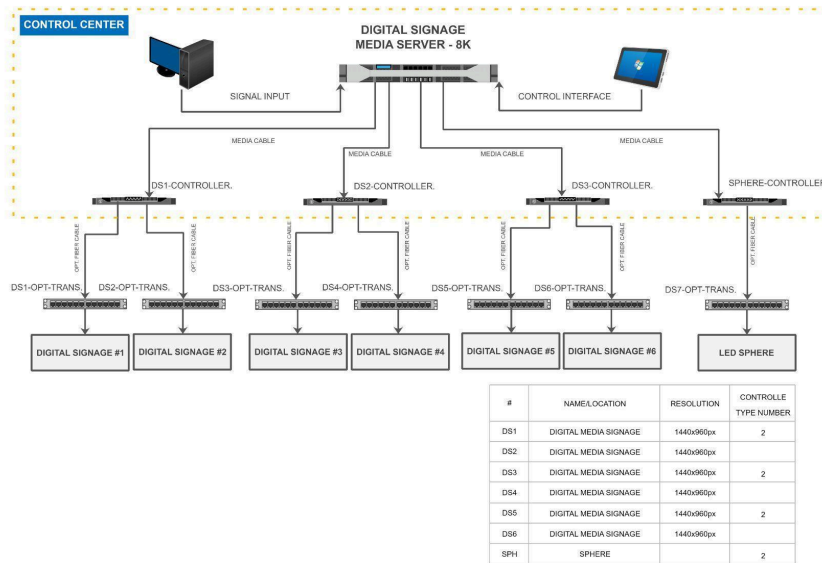 CONTROL CENTER
DIGITAL SIGNAGE
MEDIA SERVER - 8K
SIGNAL INPUT
CONTROL INTERFACE
MEDIA CABLE
MEDIA CABLE
MEDIA CABLE
MEDIA CABLE
DS1-CONTROLLER.
DS2-CONTROLLER.
DS3-CONTROLLER.
SPHERE-CONTROLLER
OPT. FIBER CABLE
OPT. FIBER CABLE
OPT. FIBER CABLE
OPT. FIBER CABLE
OPT. FIBER CABLE
OPT. FIBER CABLE
OPT. FIBER CABLE
DS1-OPT-TRANS.
DS2-OPT-TRANS.
DS3-OPT-TRANS.
DS4-OPT-TRANS.
DS5-OPT-TRANS.
DS6-OPT-TRANS.
DS7-OPT-TRANS.
DIGITAL SIGNAGE #1
DIGITAL SIGNAGE #2
DIGITAL SIGNAGE #3
DIGITAL SIGNAGE #4
DIGITAL SIGNAGE #5
DIGITAL SIGNAGE #6
LED SPHERE
# NAME/LOCATION RESOLUTION CONTROLLE
TYPE NUMBER
DS1 DIGITAL MEDIA SIGNAGE 1440x960px 2
DS2 DIGITAL MEDIA SIGNAGE 1440x960px
DS3 DIGITAL MEDIA SIGNAGE 1440x960px 2
DS4 DIGITAL MEDIA SIGNAGE 1440x960px
DS5 DIGITAL MEDIA SIGNAGE 1440x960px 2
DS6 DIGITAL MEDIA SIGNAGE 1440x960px
SPH SPHERE 2